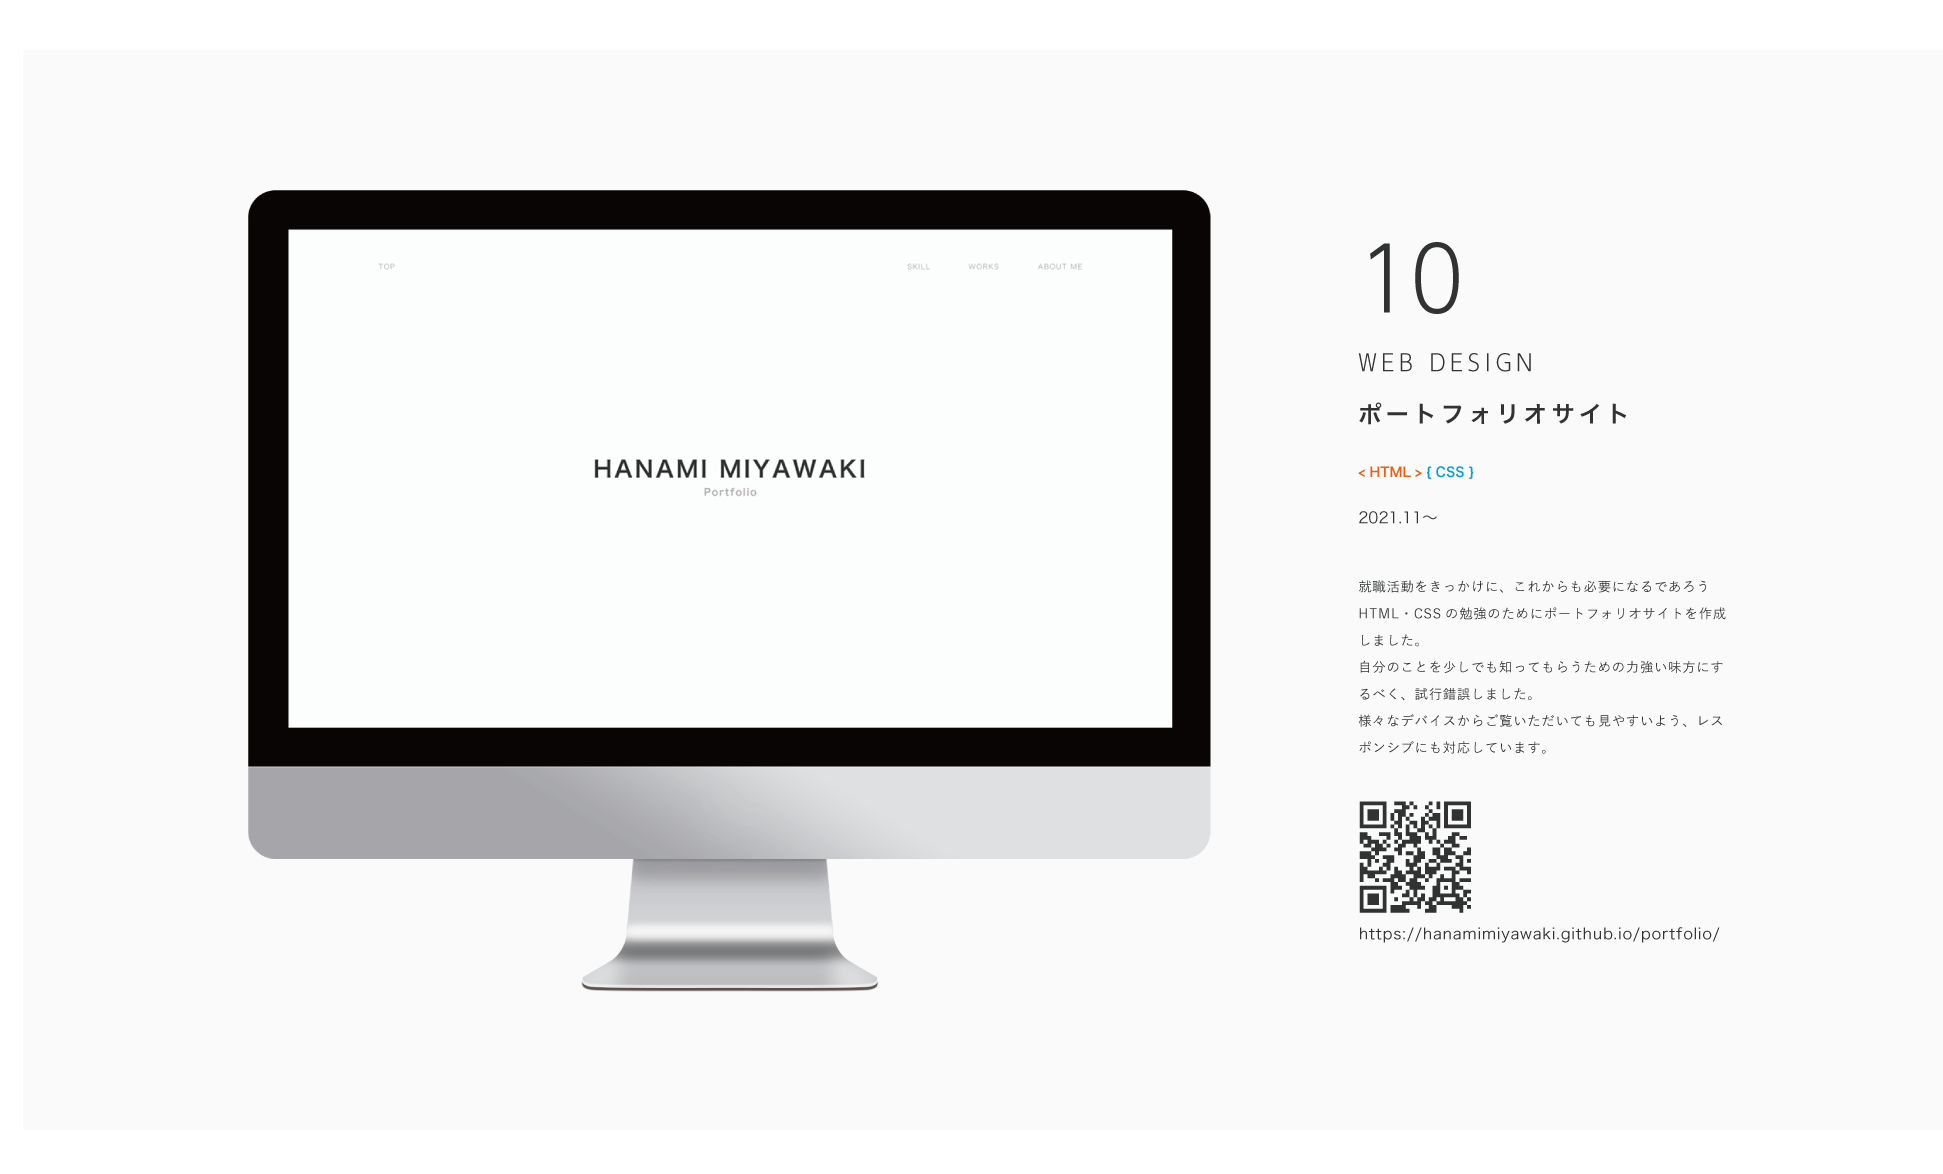 TOP
SKILL
WORKS
ABOUT ME
HANAMI MIYAWAKI
Portfolio
10
WEB DESIGN
ポートフォリオサイト
< HTML > { CSS }
2021.11〜
就職活動をきっかけに、これからも必要になるであろう
HTML・CSS の勉強のためにポートフォリオサイトを作成
しました。
自分のことを少しでも知ってもらうための力強い味方にす
るべく、試行錯誤しました。
様々なデバイスからご覧いただいても見やすいよう、レス
ポンシブにも対応しています。
https://hanamimiyawaki.github.io/portfolio/